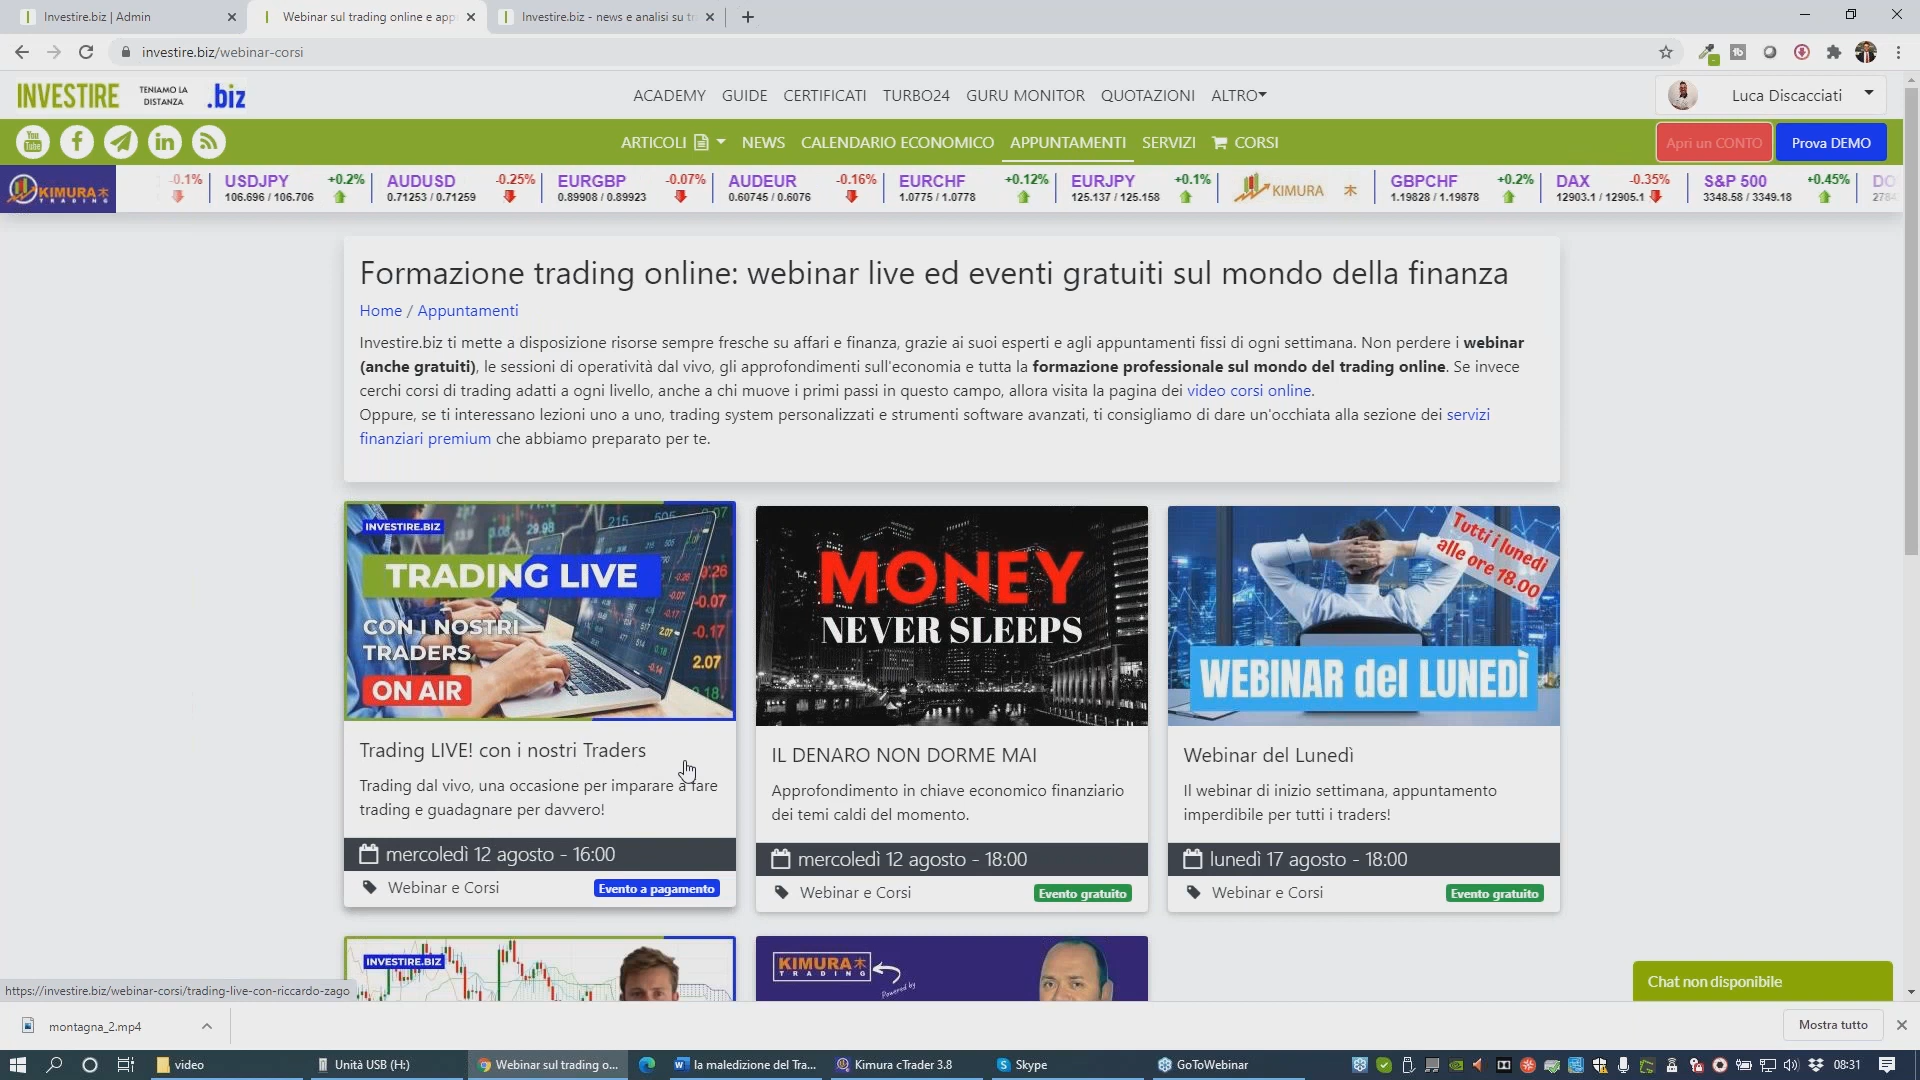 Investire.biz | Admin
Webinar sul trading online e app
Investire.biz - news e analisi su tr
investire.biz/webinar-corsi
INVESTIRE TENIAMO LA DISTANZA .biz
ACADEMY GUIDE CERTIFICATI TURBO24 GURU MONITOR QUOTAZIONI ALTRO
Luca Discacciati
You Tube
ARTICOLI NEWS CALENDARIO ECONOMICO APPUNTAMENTI SERVIZI CORSI
Apri un CONTO
Prova DEMO
KIMURA TRADING
-0.1%
USDJPY +0.2%
106.696 / 106.706
AUDUSD -0.25%
0.71253 / 0.71259
EURGBP -0.07%
0.89908 / 0.89923
AUDEUR -0.16%
0.60745 / 0.6076
EURCHF +0.12%
1.0775 / 1.0778
EURJPY +0.1%
125.137 / 125.158
KIMURA 木
GBPCHF +0.2%
1.19828 / 1.19878
DAX -0.35%
12903.1 / 12905.1
S&P 500 +0.45%
3348.58 / 3349.18
DO
2784
Formazione trading online: webinar live ed eventi gratuiti sul mondo della finanza
Home / Appuntamenti
Investire.biz ti mette a disposizione risorse sempre fresche su affari e finanza, grazie ai suoi esperti e agli appuntamenti fissi di ogni settimana. Non perdere i webinar
(anche gratuiti), le sessioni di operatività dal vivo, gli approfondimenti sull'economia e tutta la formazione professionale sul mondo del trading online. Se invece
cerchi corsi di trading adatti a ogni livello, anche a chi muove i primi passi in questo campo, allora visita la pagina dei video corsi online.
Oppure, se ti interessano lezioni uno a uno, trading system personalizzati e strumenti software avanzati, ti consigliamo di dare un'occhiata alla sezione dei servizi
finanziari premium che abbiamo preparato per te.
INVESTIRE.BIZ
TRADING LIVE
CON I NOSTRI
TRADERS
ON AIR
Trading LIVE! con i nostri Traders
Trading dal vivo, una occasione per imparare a fare
trading e guadagnare per davvero!
mercoledì 12 agosto - 16:00
Webinar e Corsi Evento a pagamento
MONEY
NEVER SLEEPS
IL DENARO NON DORME MAI
Approfondimento in chiave economico finanziario
dei temi caldi del momento.
mercoledì 12 agosto - 18:00
Webinar e Corsi Evento gratuito
Tutti i lunedì
alle ore 18.00
WEBINAR del LUNEDÌ
Webinar del Lunedì
Il webinar di inizio settimana, appuntamento
imperdibile per tutti i traders!
lunedì 17 agosto - 18:00
Webinar e Corsi Evento gratuito
INVESTIRE.BIZ
KIMURA木
TRADING
Powered by
Chat non disponibile
https://investire.biz/webinar-corsi/trading-live-con-riccardo-zago
montagna_2.mp4
Mostra tutto
video
Unità USB (H:)
Webinar sul trading o...
la maledizione del Tra...
Kimura cTrader 3.8
Skype
GoToWebinar
08:31